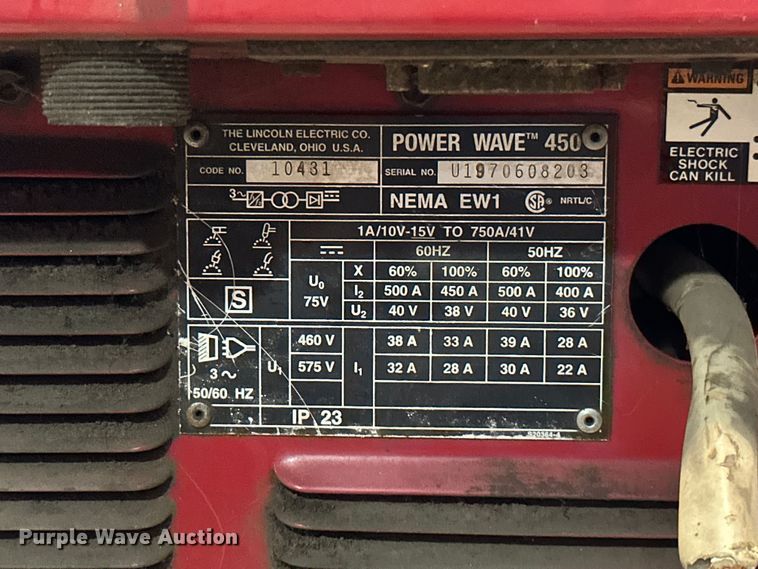 THE LINCOLN ELECTRIC CO.
CLEVELAND, OHIO U.S.A.
POWER WAVE™ 450
CODE NO. 10431
SERIAL NO. U1970608203
3~
NEMA EW1 SA® NRTL/C
1A/10V-15V TO 750A/41V
60HZ 50HZ
X 60% 100% 60% 100%
U0 75V
I2 500 A 450 A 500 A 400 A
U2 40 V 38 V 40 V 36 V
S
U1 460 V I1 38 A 33 A 39 A 28 A
575 V 32 A 28 A 30 A 22 A
3~
50/60 HZ
IP 23
WARNING
ELECTRIC
SHOCK
CAN KILL
Purple Wave Auction